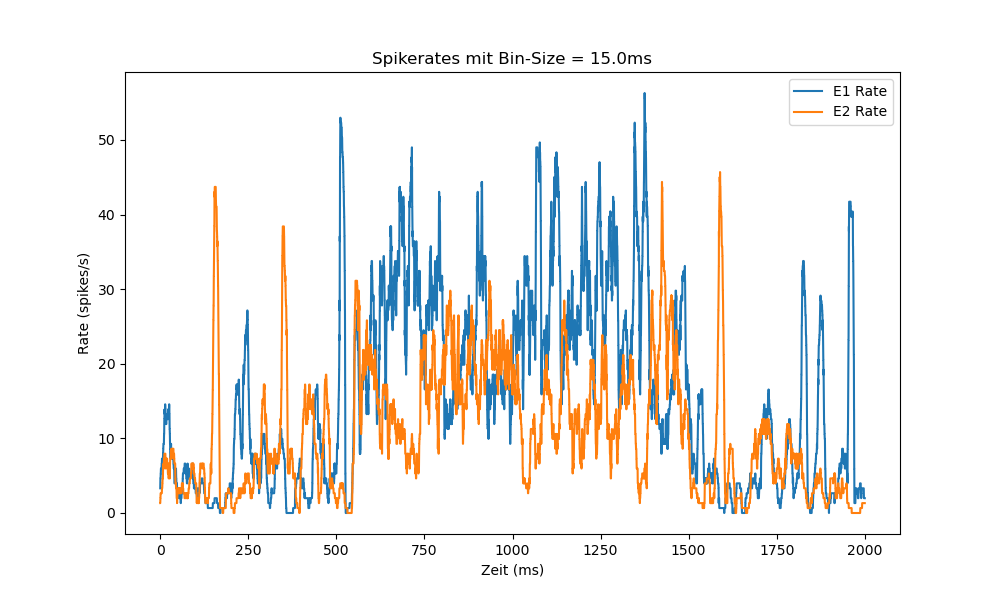 Spikerates mit Bin-Size = 15.0ms
E1 Rate
E2 Rate
Rate (spikes/s)
50
40
30
20
10
0
0 250 500 750 1000 1250 1500 1750 2000
Zeit (ms)